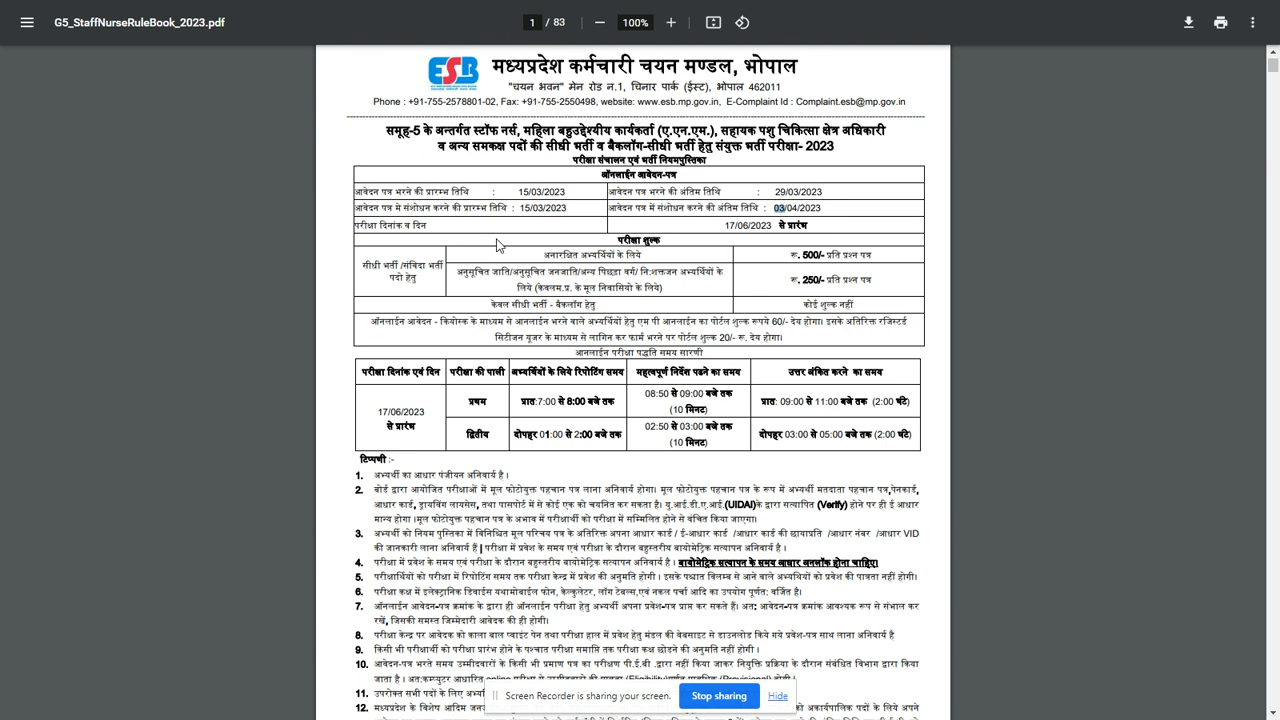 G5_StaffNurseRuleBook_2023.pdf
1 / 83
100%
ESB
मध्यप्रदेश कर्मचारी चयन मण्डल, भोपाल
"चयन भवन" मेन रोड न.1, चिनार पार्क (ईस्ट), भोपाल 462011
Phone : +91-755-2578801-02, Fax: +91-755-2550498, website: www.esb.mp.gov.in, E-Complaint Id : Complaint.esb@mp.gov.in
समूह-5 के अन्तर्गत स्टॉफ नर्स, महिला बहुउद्देश्यीय कार्यकर्ता (ए.एन.एम.), सहायक पशु चिकित्सा क्षेत्र अधिकारी
व अन्य समकक्ष पदों की सीधी भर्ती व बैकलॉग-सीधी भर्ती हेतु संयुक्त भर्ती परीक्षा- 2023
परीक्षा संचालन एवं भर्ती नियमपुस्तिका
ऑनलाईन आवेदन-पत्र
आवेदन पत्र भरने की प्रारम्भ तिथि : 15/03/2023 आवेदन पत्र भरने की अंतिम तिथि : 29/03/2023
आवेदन पत्र मे संशोधन करने की प्रारम्भ तिथि : 15/03/2023 आवेदन पत्र में संशोधन करने की अंतिम तिथि : 03/04/2023
परीक्षा दिनांक व दिन 17/06/2023 से प्रारंभ
परीक्षा शुल्क
सीधी भर्ती /संविदा भर्ती पदो हेतु
अनारक्षित अभ्यर्थियों के लिये रू. 500/- प्रति प्रश्न पत्र
अनुसूचित जाति/अनुसूचित जनजाति/अन्य पिछड़ा वर्ग/ नि:शक्तजन अभ्यर्थियों के
लिये (केवलम.प्र. के मूल निवासियो के लिये) रू. 250/- प्रति प्रश्न पत्र
केवल सीधी भर्ती - बैकलॉग हेतु कोई शुल्क नहीं
ऑनलाईन आवेदन - कियोस्क के माध्यम से आनलाईन भरने वाले अभ्यर्थियों हेतु एम पी आनलाईन का पोर्टल शुल्क रूपये 60/- देय होगा। इसके अतिरिक्त रजिस्टर्ड
सिटीजन यूजर के माध्यम से लागिन कर फार्म भरने पर पोर्टल शुल्क 20/- रू. देय होगा।
आनलाईन परीक्षा पद्धति समय सारणी
परीक्षा दिनांक एवं दिन परीक्षा की पाली अभ्यर्थियों के लिये रिपोर्टिंग समय महत्वपूर्ण निर्देश पढने का समय उत्तर अंकित करने का समय
17/06/2023 से प्रारंभ
प्रथम प्रात:7:00 से 8:00 बजे तक 08:50 से 09:00 बजे तक (10 मिनट) प्रात: 09:00 से 11:00 बजे तक (2:00 घंटे)
द्वितीय दोपहर 01:00 से 2:00 बजे तक 02:50 से 03:00 बजे तक (10 मिनट) दोपहर 03:00 से 05:00 बजे तक (2:00 घंटे)
टिप्पणी :-
1. अभ्यर्थी का आधार पंजीयन अनिवार्य है।
2. बोर्ड द्वारा आयोजित परीक्षाओं में मूल फोटोयुक्त पहचान पत्र लाना अनिवार्य होगा। मूल फोटोयुक्त पहचान पत्र के रूप में अभ्यर्थी मतदाता पहचान पत्र,पेनकार्ड,
आधार कार्ड, ड्रायविंग लायसेंस, तथा पासपोर्ट में से कोई एक को चयनित कर सकता है। यु.आई.डी.ए.आई.(UIDAI)के द्वारा सत्यापित (Verify) होने पर ही ई आधार
मान्य होगा।मूल फोटोयुक्त पहचान पत्र के अभाव में परीक्षार्थी को परीक्षा में सम्मिलित होने से वंचित किया जाएगा।
3. अभ्यर्थी को नियम पुस्तिका में विनिर्धारित मूल परिचय पत्र के अतिरिक्त अपना आधार कार्ड / ई-आधार कार्ड /आधार कार्ड की छायाप्रति /आधार नंबर /आधार VID
की जानकारी लाना अनिवार्य हैं | परीक्षा में प्रवेश के समय एवं परीक्षा के दौरान बहुस्तरीय बायोमेट्रिक सत्यापन अनिवार्य है।
4. परीक्षा में प्रवेश के समय एवं परीक्षा के दौरान बहुस्तरीय बायोमेट्रिक सत्यापन अनिवार्य है। बायोमेट्रिक सत्यापन के समय आधार अनलॉक होना चाहिए।
5. परीक्षार्थियों को परीक्षा में रिपोर्टिंग समय तक परीक्षा केन्द्र में प्रवेश की अनुमति होगी। इसके पश्चात विलम्ब से आने वाले अभ्यर्थियों को प्रवेश की पात्रता नहीं होगी।
6. परीक्षा कक्ष में इलेक्ट्रानिक डिवाईस यथामोबाईल फोन, केल्कुलेटर, लॉग टेबल्स,एवं नकल पर्चा आदि का उपयोग पूर्णत: वर्जित है।
7. ऑनलाईन आवेदन-पत्र क्रमांक के द्वारा ही ऑनलाईन परीक्षा हेतु अभ्यर्थी अपना प्रवेश-पत्र प्राप्त कर सकते हैं। अत: आवेदन-पत्र क्रमांक आवश्यक रूप से संभाल कर
रखें, जिसकी समस्त जिम्मेदारी आवेदक की ही होगी।
8. परीक्षा केन्द्र पर आवेदक को काला बाल प्वाइंट पेन तथा परीक्षा हाल में प्रवेश हेतु मंडल की वेबसाइट से डाउनलोड किये गये प्रवेश-पत्र साथ लाना अनिवार्य है
9. किसी भी परीक्षार्थी को परीक्षा प्रारंभ होने के पश्चात परीक्षा समाप्ति तक परीक्षा कक्ष छोडने की अनुमति नहीं होगी।
10. आवेदन-पत्र भरते समय उम्मीदवारों के किसी भी प्रमाण पत्र का परीक्षण पी.ई.बी .द्वारा नहीं किया जाकर नियुक्ति प्रक्रिया के दौरान संबंधित विभाग द्वारा किया
जाता है। अत:कम्प्यूटर आधारित
11. उपरोक्त सभी पदों के लिए
12. मध्यप्रदेश के विशेष आदिम को अकार्यपालिक पदों के लिये अपने
Screen Recorder is sharing your screen. Stop sharing Hide